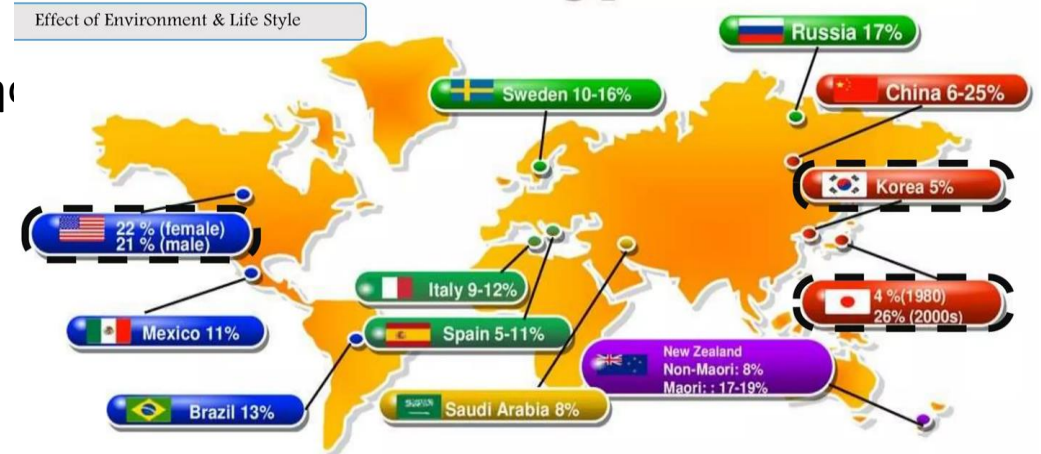 Effect of Environment & Life Style
Russia 17%
Sweden 10-16%
China 6-25%
Korea 5%
22 % (female)
21 % (male)
4 %(1980)
26% (2000s)
Italy 9-12%
Mexico 11%
Spain 5-11%
New Zealand
Non-Maori: 8%
Maori: : 17-19%
Brazil 13%
Saudi Arabia 8%